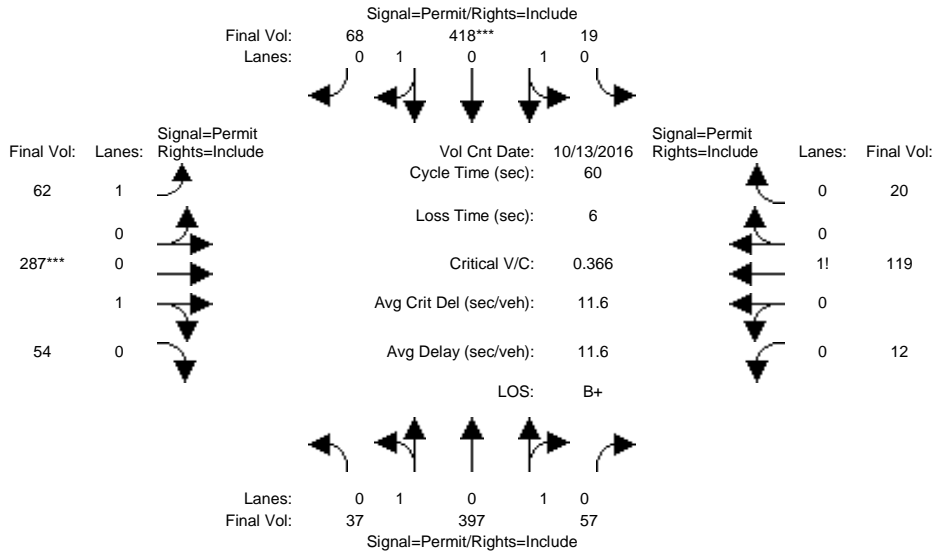 Signal=Permit/Rights=Include
Final Vol: 68 418*** 19
Lanes: 0 1 0 1 0
Signal=Permit Signal=Permit
Final Vol: Lanes: Rights=Include Vol Cnt Date: 10/13/2016 Rights=Include Lanes: Final Vol:
Cycle Time (sec): 60
62 1 0 20
Loss Time (sec): 6
0 0
287*** 0 Critical V/C: 0.366 1! 119
1 Avg Crit Del (sec/veh): 11.6 0
54 0 Avg Delay (sec/veh): 11.6 0 12
LOS: B+
Lanes: 0 1 0 1 0
Final Vol: 37 397 57
Signal=Permit/Rights=Include